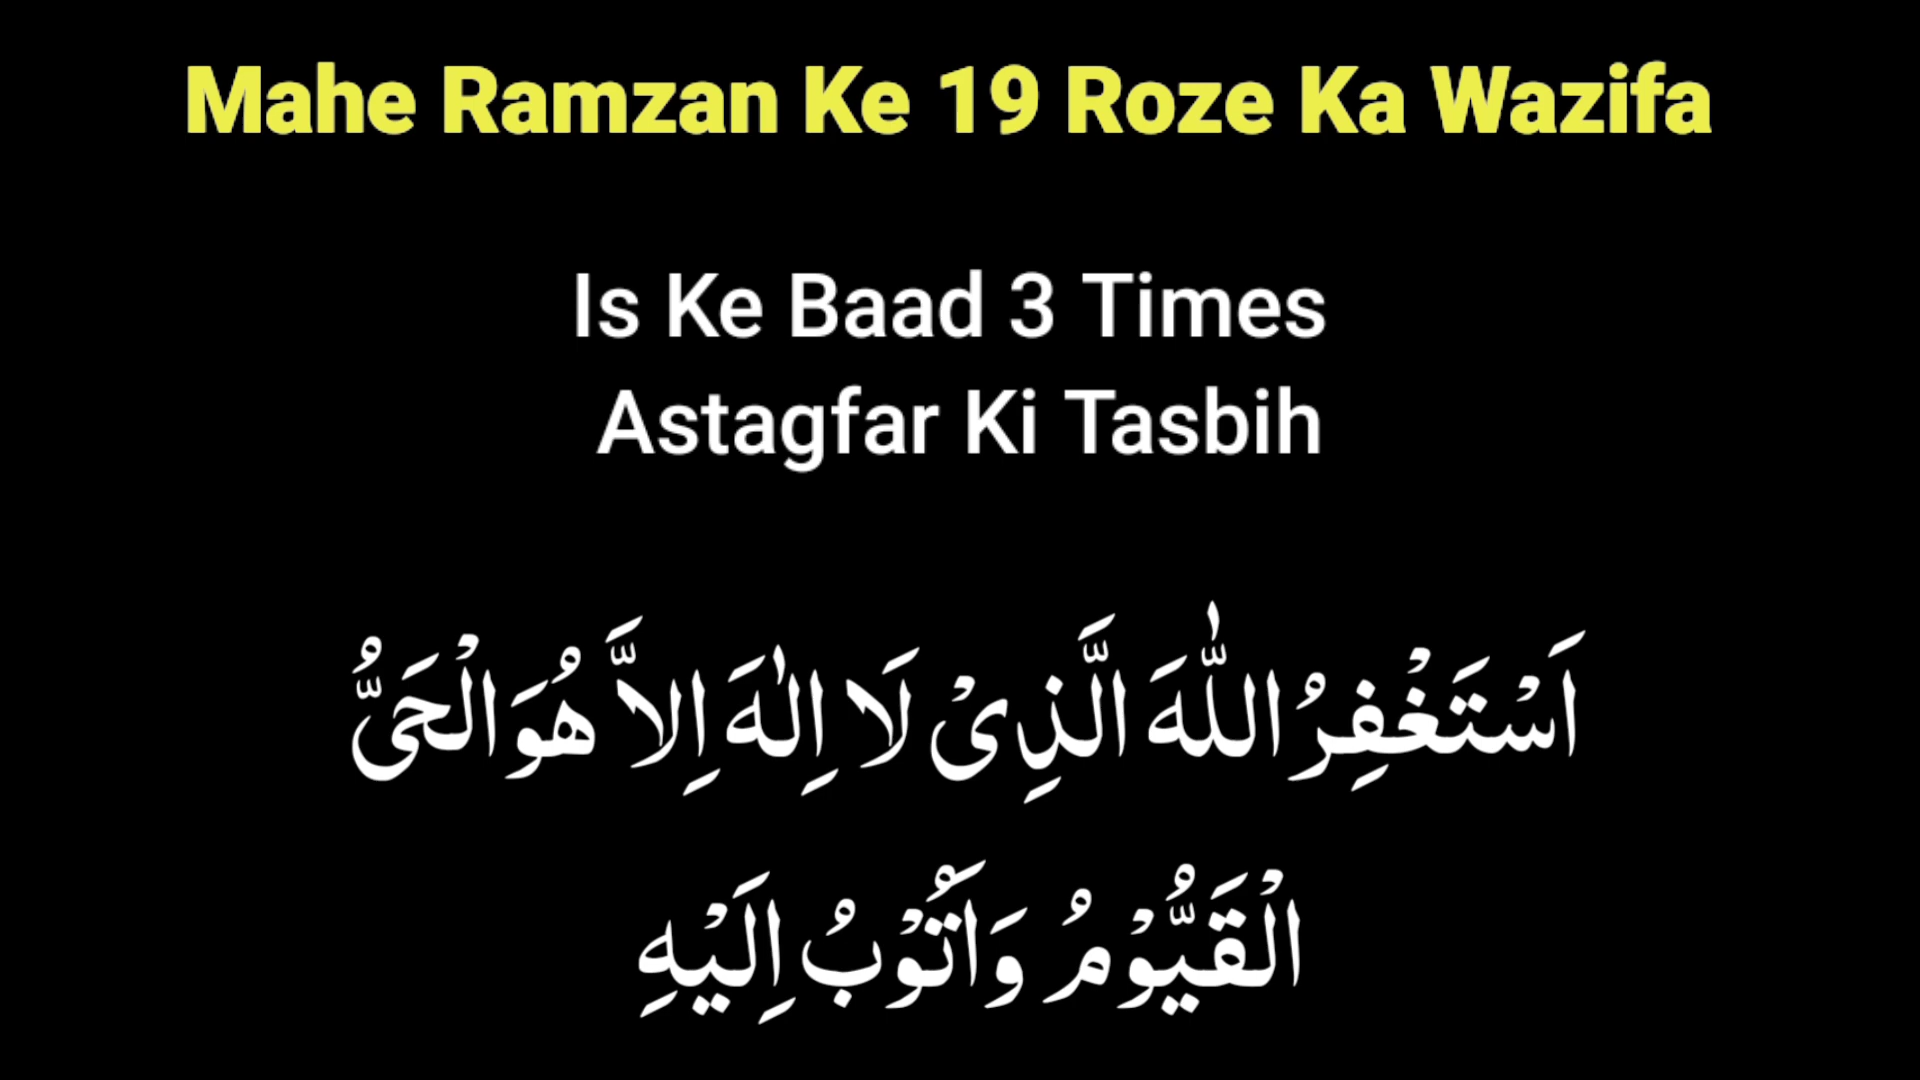 Mahe Ramzan Ke 19 Roze Ka Wazifa
Is Ke Baad 3 Times
Astagfar Ki Tasbih
اَسْتَغْفِرُ اللّٰهَ الَّذِىْ لَا اِلٰهَ اِلاَّ هُوَ الْحَىُّ
الْقَيُّوْمُ وَاَتُوْبُ اِلَيْهِ